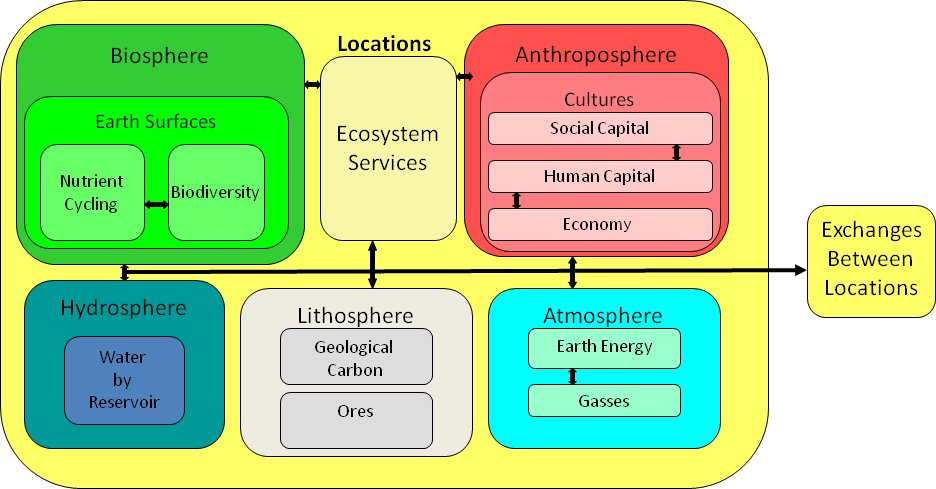 Locations
Biosphere
Earth Surfaces
Nutrient
Cycling
Biodiversity
Ecosystem
Services
Anthroposphere
Cultures
Social Capital
Human Capital
Economy
Exchanges
Between
Locations
Hydrosphere
Water
by
Reservoir
Lithosphere
Geological
Carbon
Ores
Atmosphere
Earth Energy
Gasses